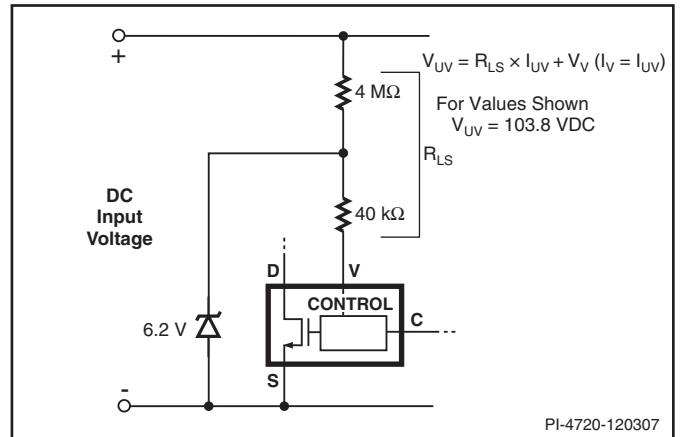 +
V_UV = R_LS × I_UV + V_V (I_V = I_UV)
4 MΩ
For Values Shown
V_UV = 103.8 VDC
R_LS
DC
Input
Voltage
40 kΩ
D
V
CONTROL
C
6.2 V
S
-
PI-4720-120307